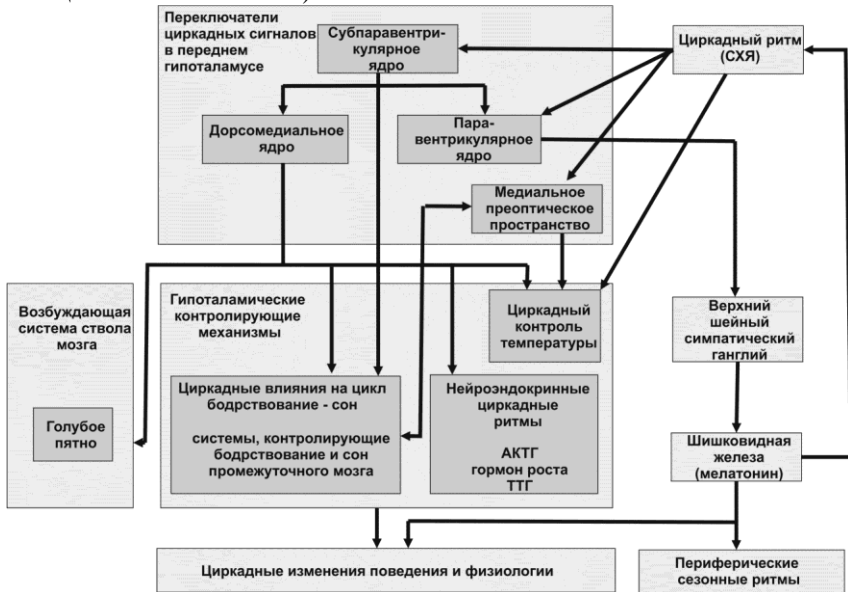 Переключатели
циркадных сигналов
в переднем
гипоталамусе
Субпаравентри-
кулярное
ядро
Циркадный ритм
(СХЯ)
Дорсомедиальное
ядро
Пара-
вентрикулярное
ядро
Медиальное
преоптическое
пространство
Возбуждающая
система ствола
мозга
Голубое
пятно
Гипоталамические
контролирующие
механизмы
Циркадный
контроль
температуры
Верхний
шейный
симпатический
ганглий
Циркадные влияния на цикл
бодрствование - сон
системы, контролирующие
бодрствование и сон
промежуточного мозга
Нейроэндокринные
циркадные
ритмы
АКТГ
гормон роста
ТТГ
Шишковидная
железа
(мелатонин)
Циркадные изменения поведения и физиологии
Периферические
сезонные ритмы